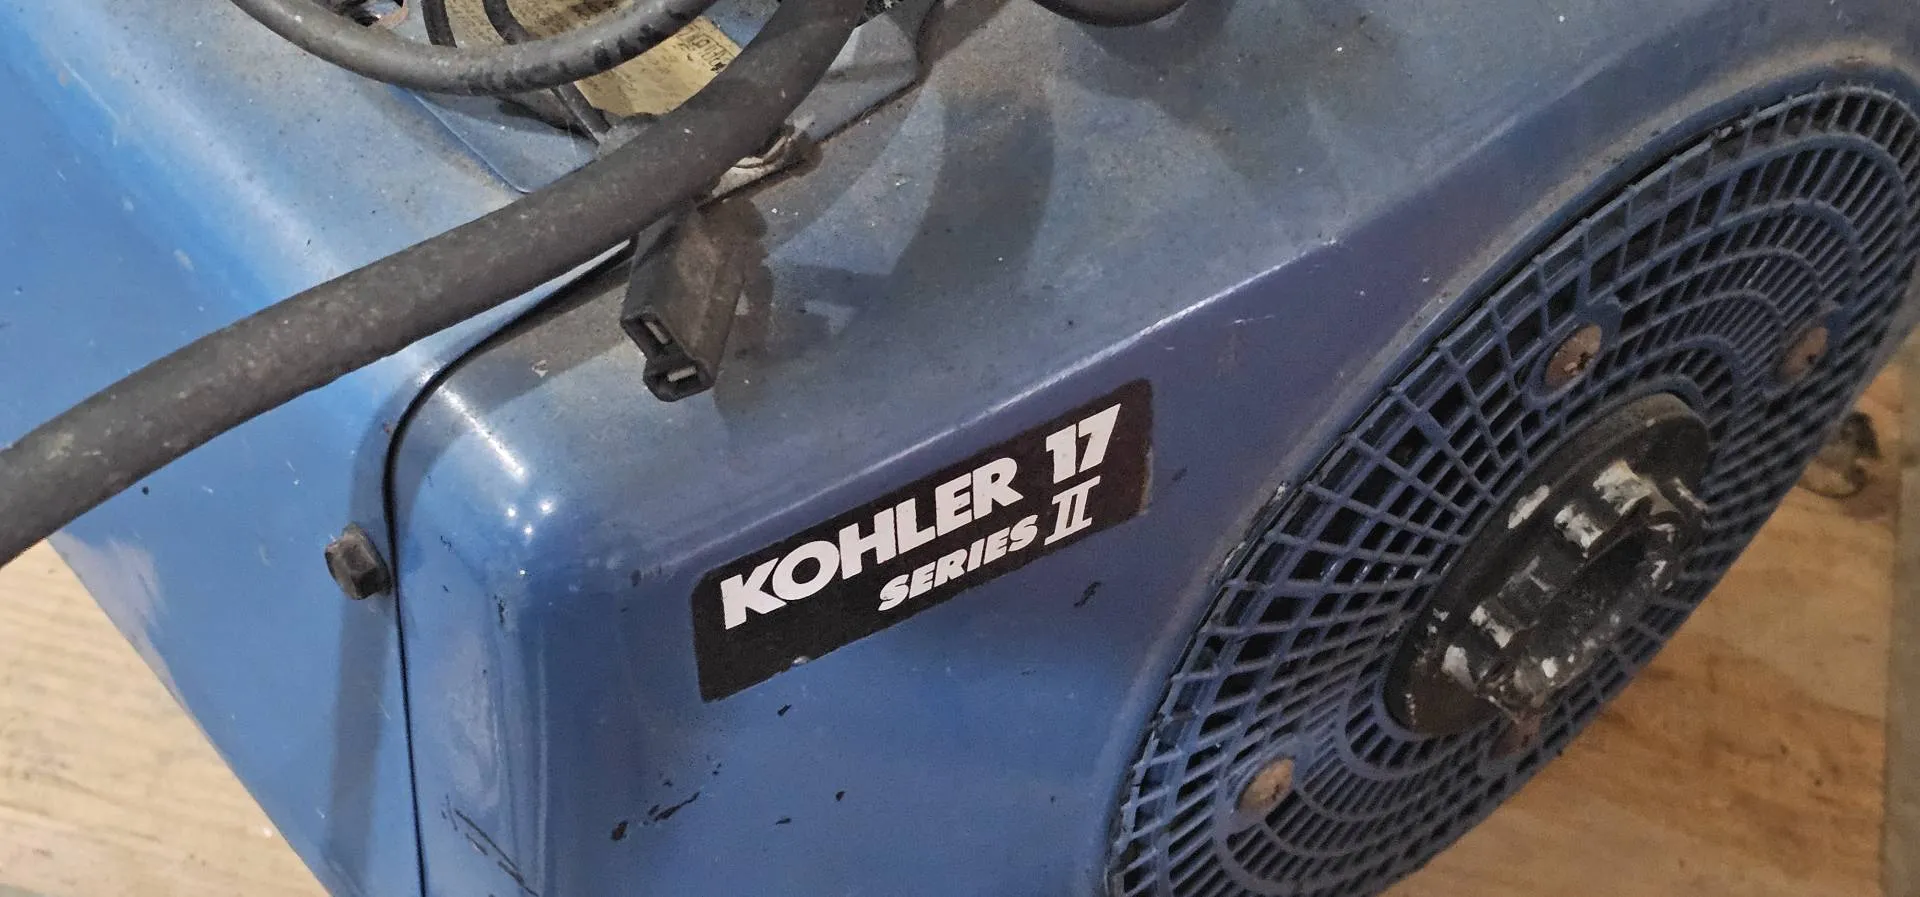 KOHLER 17
SERIES II